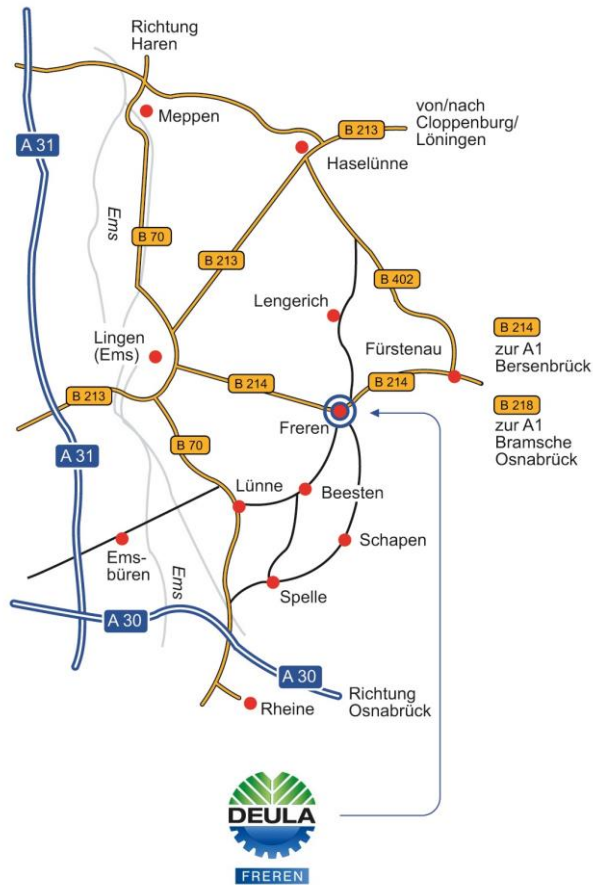 Richtung
Haren
Meppen
B 213
von/nach
Cloppenburg/
Löningen
A 31
Haselünne
Ems
B 70
B 213
B 402
Lengerich
B 214
Lingen
(Ems)
Fürstenau
zur A1
Bersenbrück
B 213
B 214
B 214
B 218
Freren
zur A1
Bramsche
Osnabrück
A 31
B 70
Lünne
Beesten
Ems-
büren
Schapen
Ems
Spelle
A 30
A 30
Richtung
Osnabrück
Rheine
DEULA
FREREN